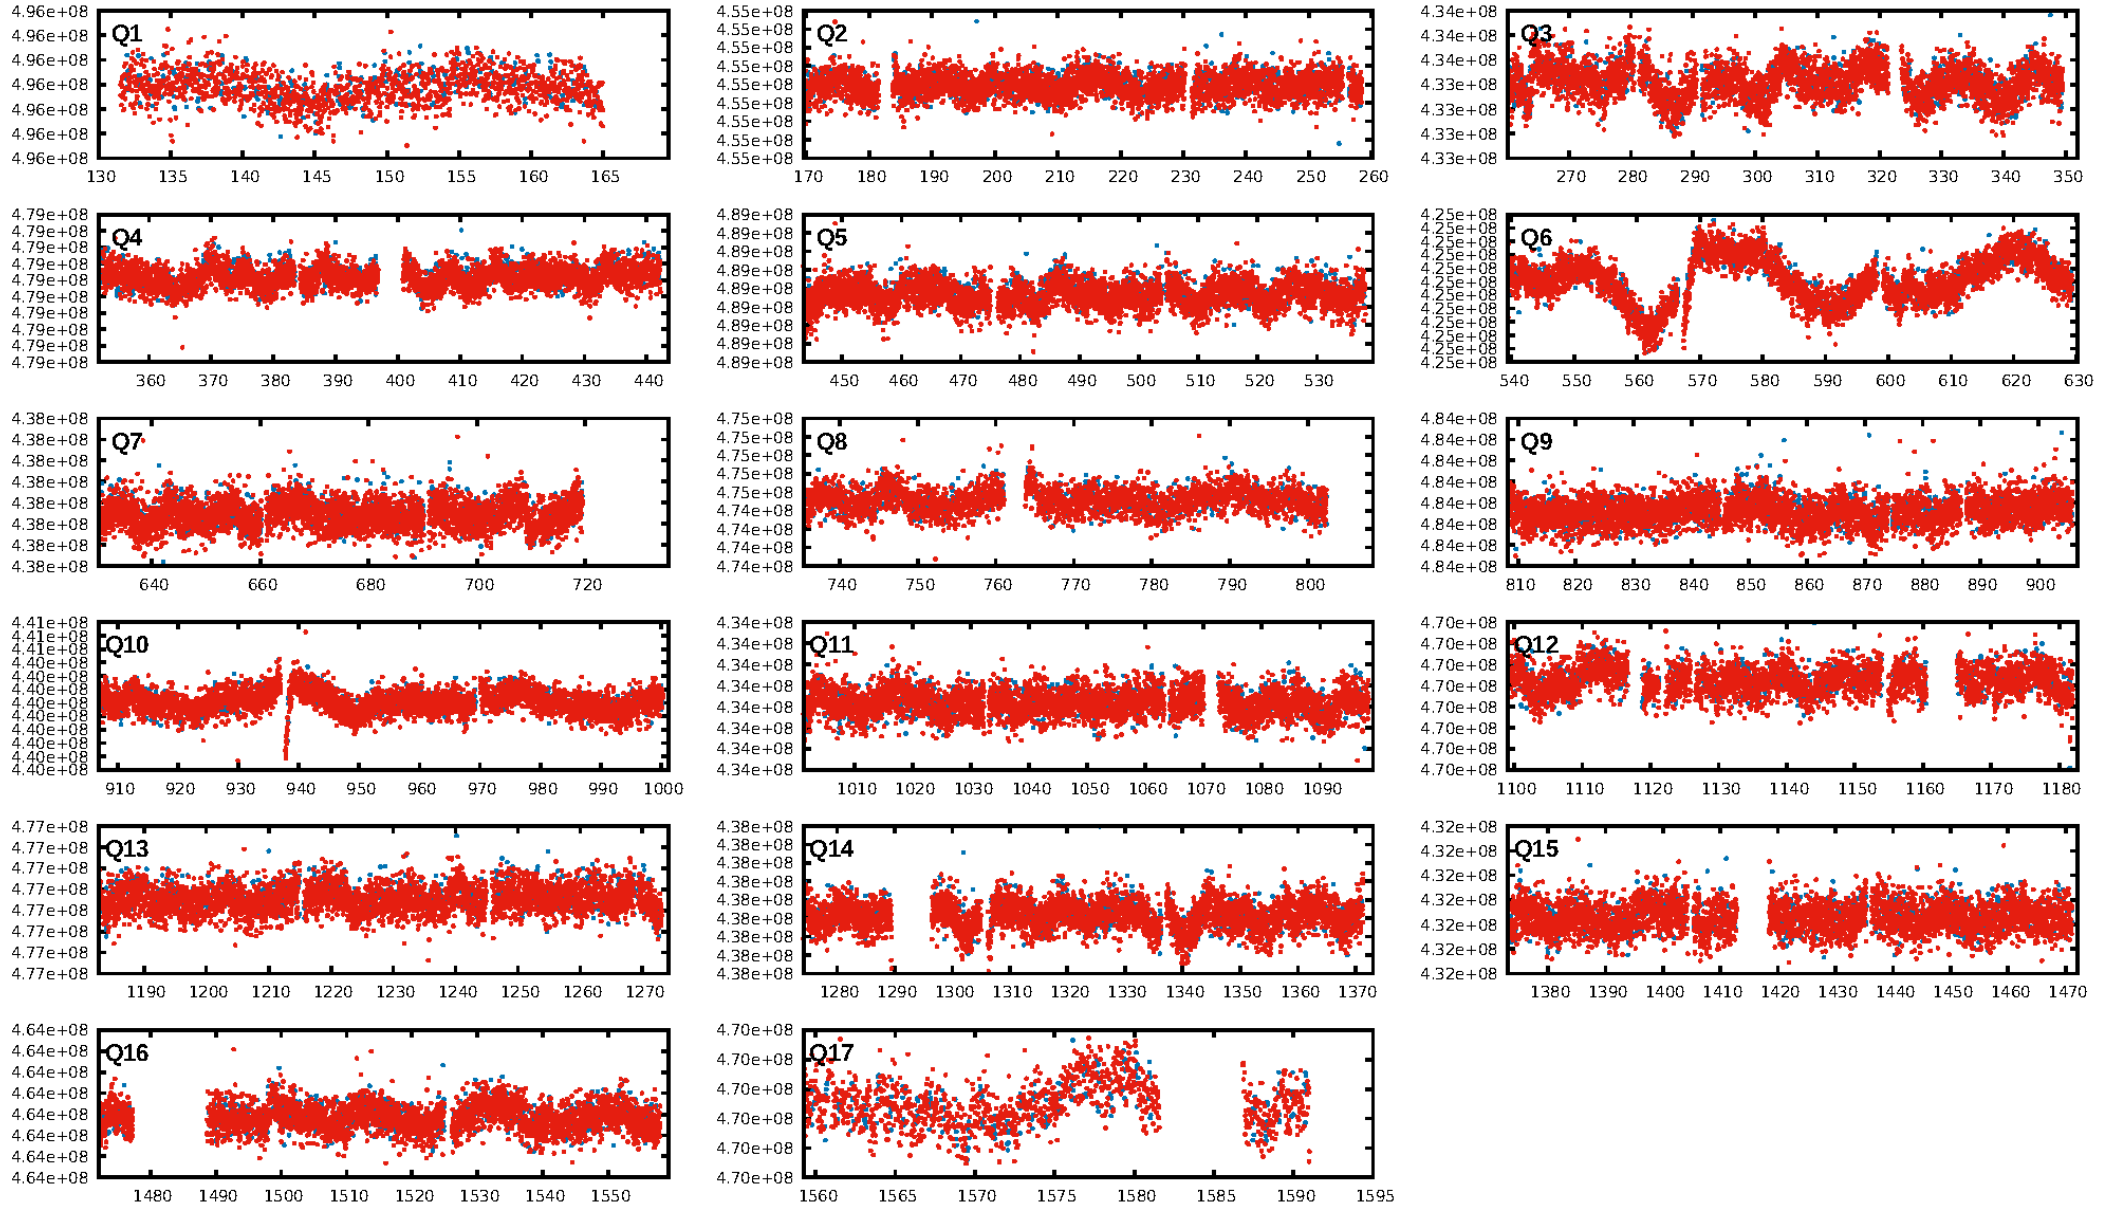 4.96e+08
4.96e+08
4.96e+08
4.96e+08
4.96e+08
4.96e+08
4.96e+08
Q1
130 135 140 145 150 155 160 165
4.55e+08
4.55e+08
4.55e+08
4.55e+08
4.55e+08
4.55e+08
4.55e+08
4.55e+08
4.55e+08
Q2
170 180 190 200 210 220 230 240 250 260
4.34e+08
4.34e+08
4.34e+08
4.33e+08
4.33e+08
4.33e+08
4.33e+08
Q3
270 280 290 300 310 320 330 340 350
4.79e+08
4.79e+08
4.79e+08
4.79e+08
4.79e+08
4.79e+08
4.79e+08
4.79e+08
4.79e+08
4.79e+08
Q4
360 370 380 390 400 410 420 430 440
4.89e+08
4.89e+08
4.89e+08
4.89e+08
4.89e+08
4.89e+08
4.89e+08
4.89e+08
4.89e+08
Q5
450 460 470 480 490 500 510 520 530
4.25e+08
4.25e+08
4.25e+08
4.25e+08
4.25e+08
4.25e+08
4.25e+08
4.25e+08
4.25e+08
4.25e+08
4.25e+08
4.25e+08
Q6
540 550 560 570 580 590 600 610 620 630
4.38e+08
4.38e+08
4.38e+08
4.38e+08
4.38e+08
4.38e+08
4.38e+08
4.38e+08
Q7
640 660 680 700 720
4.75e+08
4.75e+08
4.75e+08
4.75e+08
4.75e+08
4.74e+08
4.74e+08
4.74e+08
4.74e+08
Q8
740 750 760 770 780 790 800
4.84e+08
4.84e+08
4.84e+08
4.84e+08
4.84e+08
4.84e+08
4.84e+08
4.84e+08
Q9
810 820 830 840 850 860 870 880 890 900
4.41e+08
4.41e+08
4.41e+08
4.40e+08
4.40e+08
4.40e+08
4.40e+08
4.40e+08
4.40e+08
4.40e+08
4.40e+08
4.40e+08
Q10
910 920 930 940 950 960 970 980 990 1000
4.34e+08
4.34e+08
4.34e+08
4.34e+08
4.34e+08
4.34e+08
4.34e+08
4.34e+08
Q11
1010 1020 1030 1040 1050 1060 1070 1080 1090
4.70e+08
4.70e+08
4.70e+08
4.70e+08
4.70e+08
4.70e+08
4.70e+08
4.70e+08
Q12
1100 1110 1120 1130 1140 1150 1160 1170 1180
4.77e+08
4.77e+08
4.77e+08
4.77e+08
4.77e+08
4.77e+08
4.77e+08
4.77e+08
Q13
1190 1200 1210 1220 1230 1240 1250 1260 1270
4.38e+08
4.38e+08
4.38e+08
4.38e+08
4.38e+08
4.38e+08
4.38e+08
4.38e+08
4.38e+08
Q14
1280 1290 1300 1310 1320 1330 1340 1350 1360 1370
4.32e+08
4.32e+08
4.32e+08
4.32e+08
4.32e+08
4.32e+08
4.32e+08
Q15
1380 1390 1400 1410 1420 1430 1440 1450 1460 1470
4.64e+08
4.64e+08
4.64e+08
4.64e+08
4.64e+08
4.64e+08
4.64e+08
4.64e+08
Q16
1480 1490 1500 1510 1520 1530 1540 1550
4.70e+08
4.70e+08
4.70e+08
4.70e+08
4.70e+08
4.70e+08
Q17
1560 1565 1570 1575 1580 1585 1590 1595